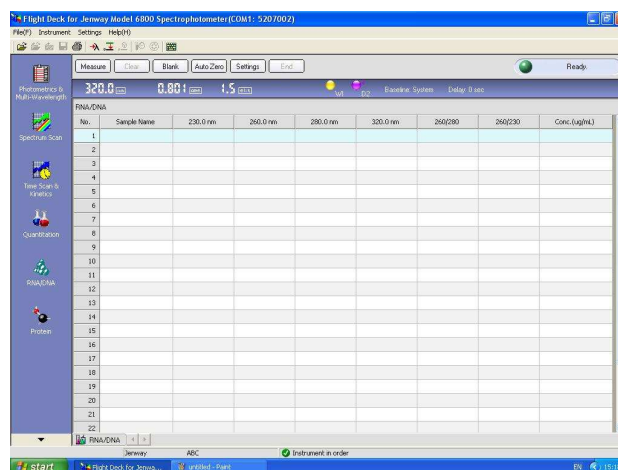 Flight Deck for Jenway Model 6800 Spectrophotometer(COM1: 5207002)
File(F) Instrument Settings Help(H)
Measure Clear Blank Auto Zero Settings End Ready
320.0 nm 0.801 1.5 W1 D2 Baseline: System Delay: 0 sec
Photometrics & Multi-Wavelength
Spectrum Scan
Time Scan & Kinetics
Quantitation
RNA/DNA
Protein
RNA/DNA
No. Sample Name 230.0 nm 260.0 nm 280.0 nm 320.0 nm 260/280 260/230 Conc.(ug/mL)
1
2
3
4
5
6
7
8
9
10
11
12
13
14
15
16
17
18
19
20
21
22
RNA/DNA
Jenway ABC Instrument in order
start Flight Deck for Jenwa... untitled - Paint EN